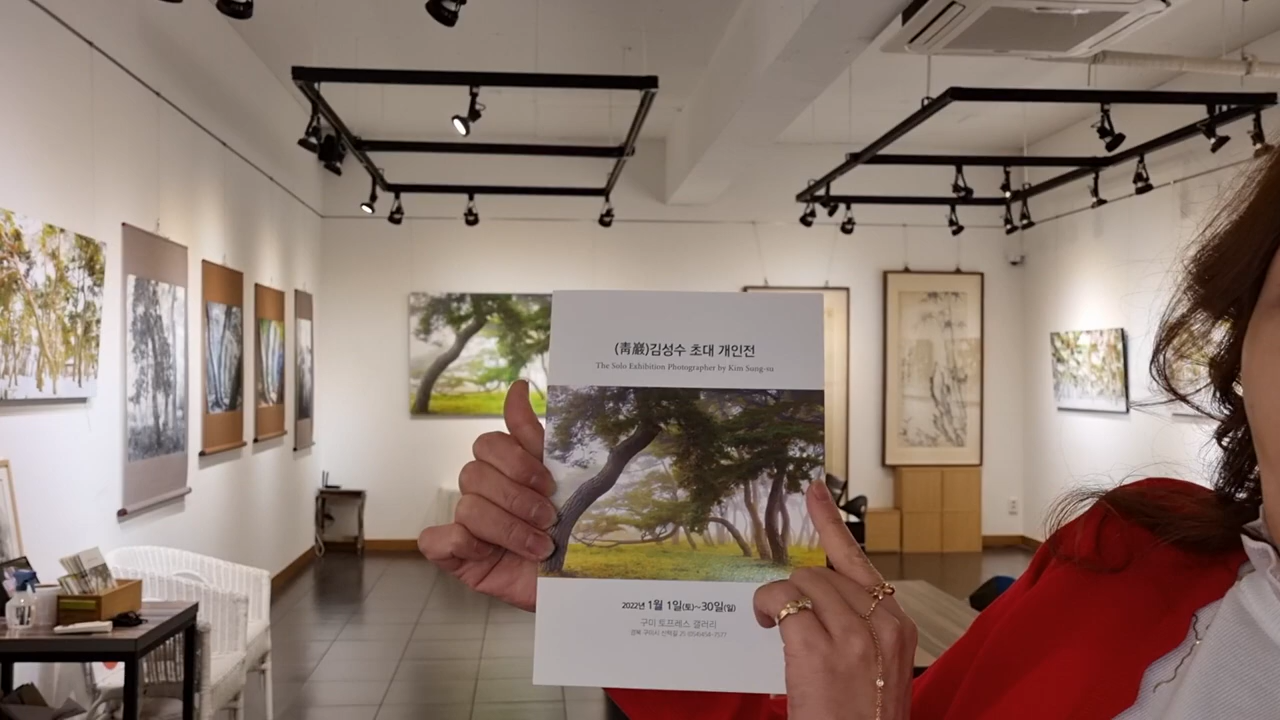 (靑巖)김성수 초대 개인전
The Solo Exhibition Photographer by Kim Sung-su
2022년 1월 1일(토)~30일(일)
구미 토프레스 갤러리